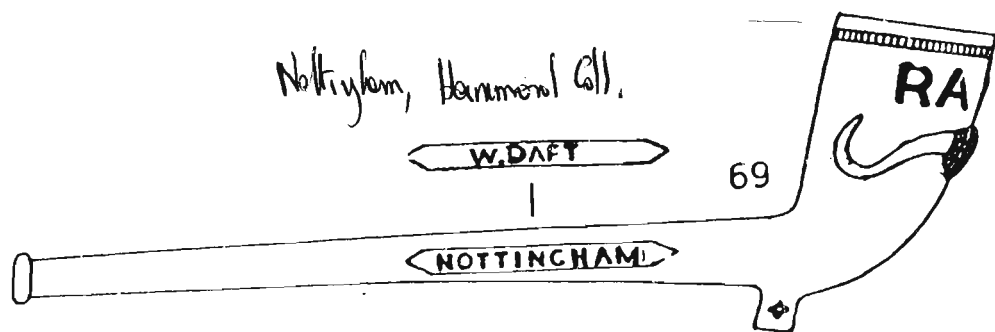 RA
Nottingham, Hammond Coll.
W.DAFT
69
NOTTINGHAM